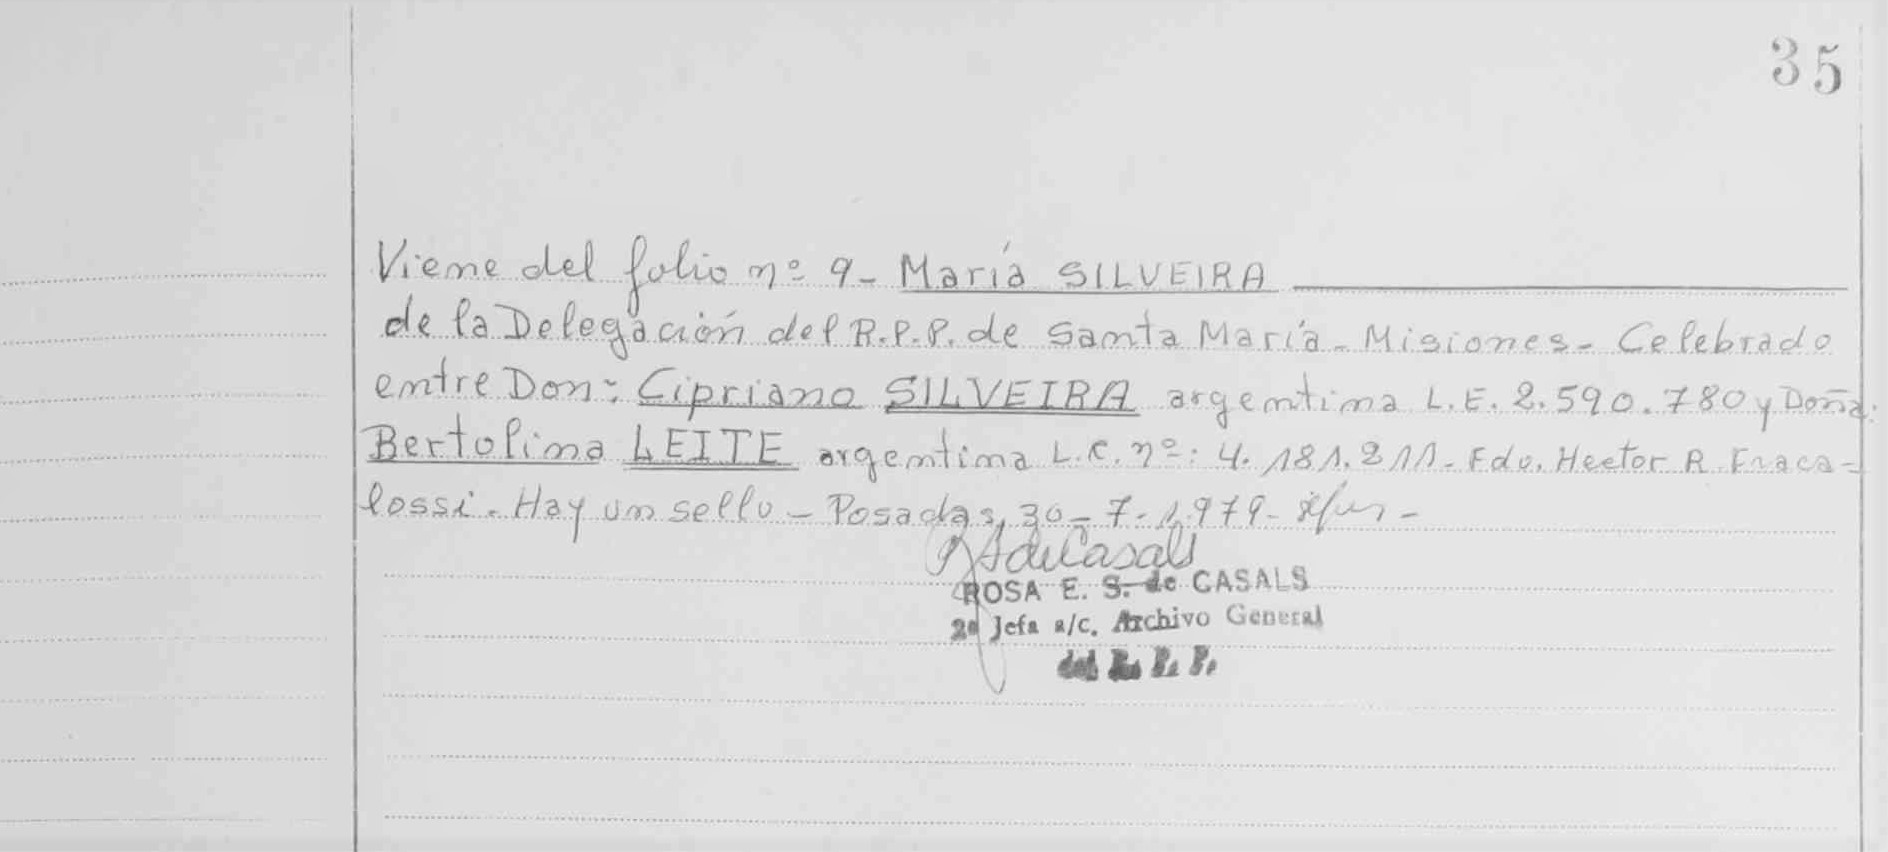 35
Viene del folio nº 9- María SILVEIRA
de la Delegación del R.P.P. de Santa María- Misiones- Celebrado
entre Don: Cipriano SILVEIRA argentina L.E. 2.590.780 y Doña:
Bertolina LEITE argentina L.C. nº: 4.181.211- Fdo. Hector R. Fraca-
lossi. Hay un sello- Posadas, 30-7-1.979-
ROSA E. S. de CASALS
2ª Jefa a/c. Archivo General
del R. P. P.